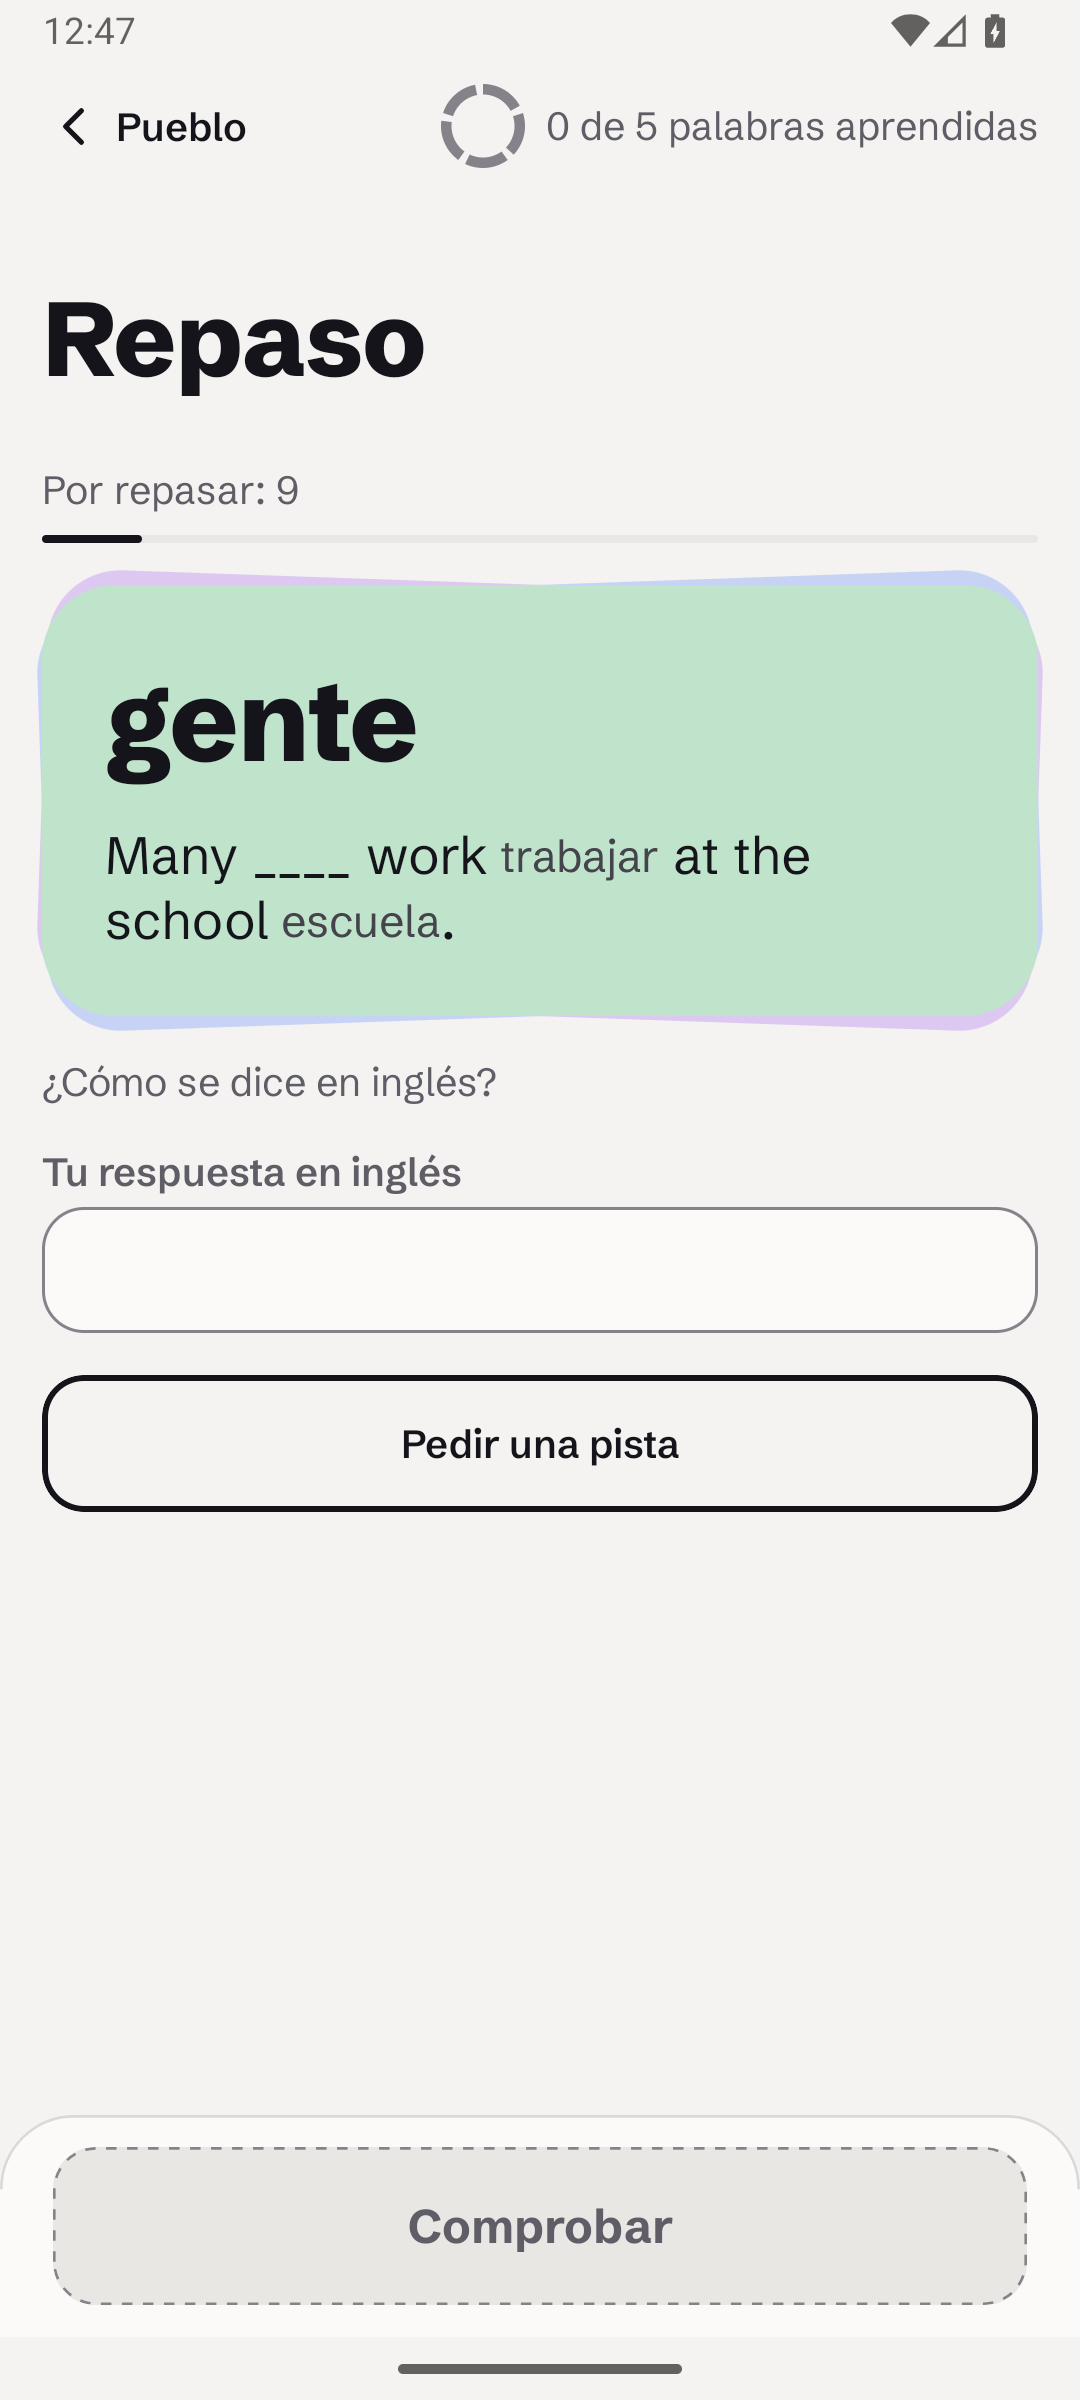 12:47
Pueblo
0 de 5 palabras aprendidas
Repaso
Por repasar: 9
gente
Many ____ work trabajar at the
school escuela.
¿Cómo se dice en inglés?
Tu respuesta en inglés
Pedir una pista
Comprobar